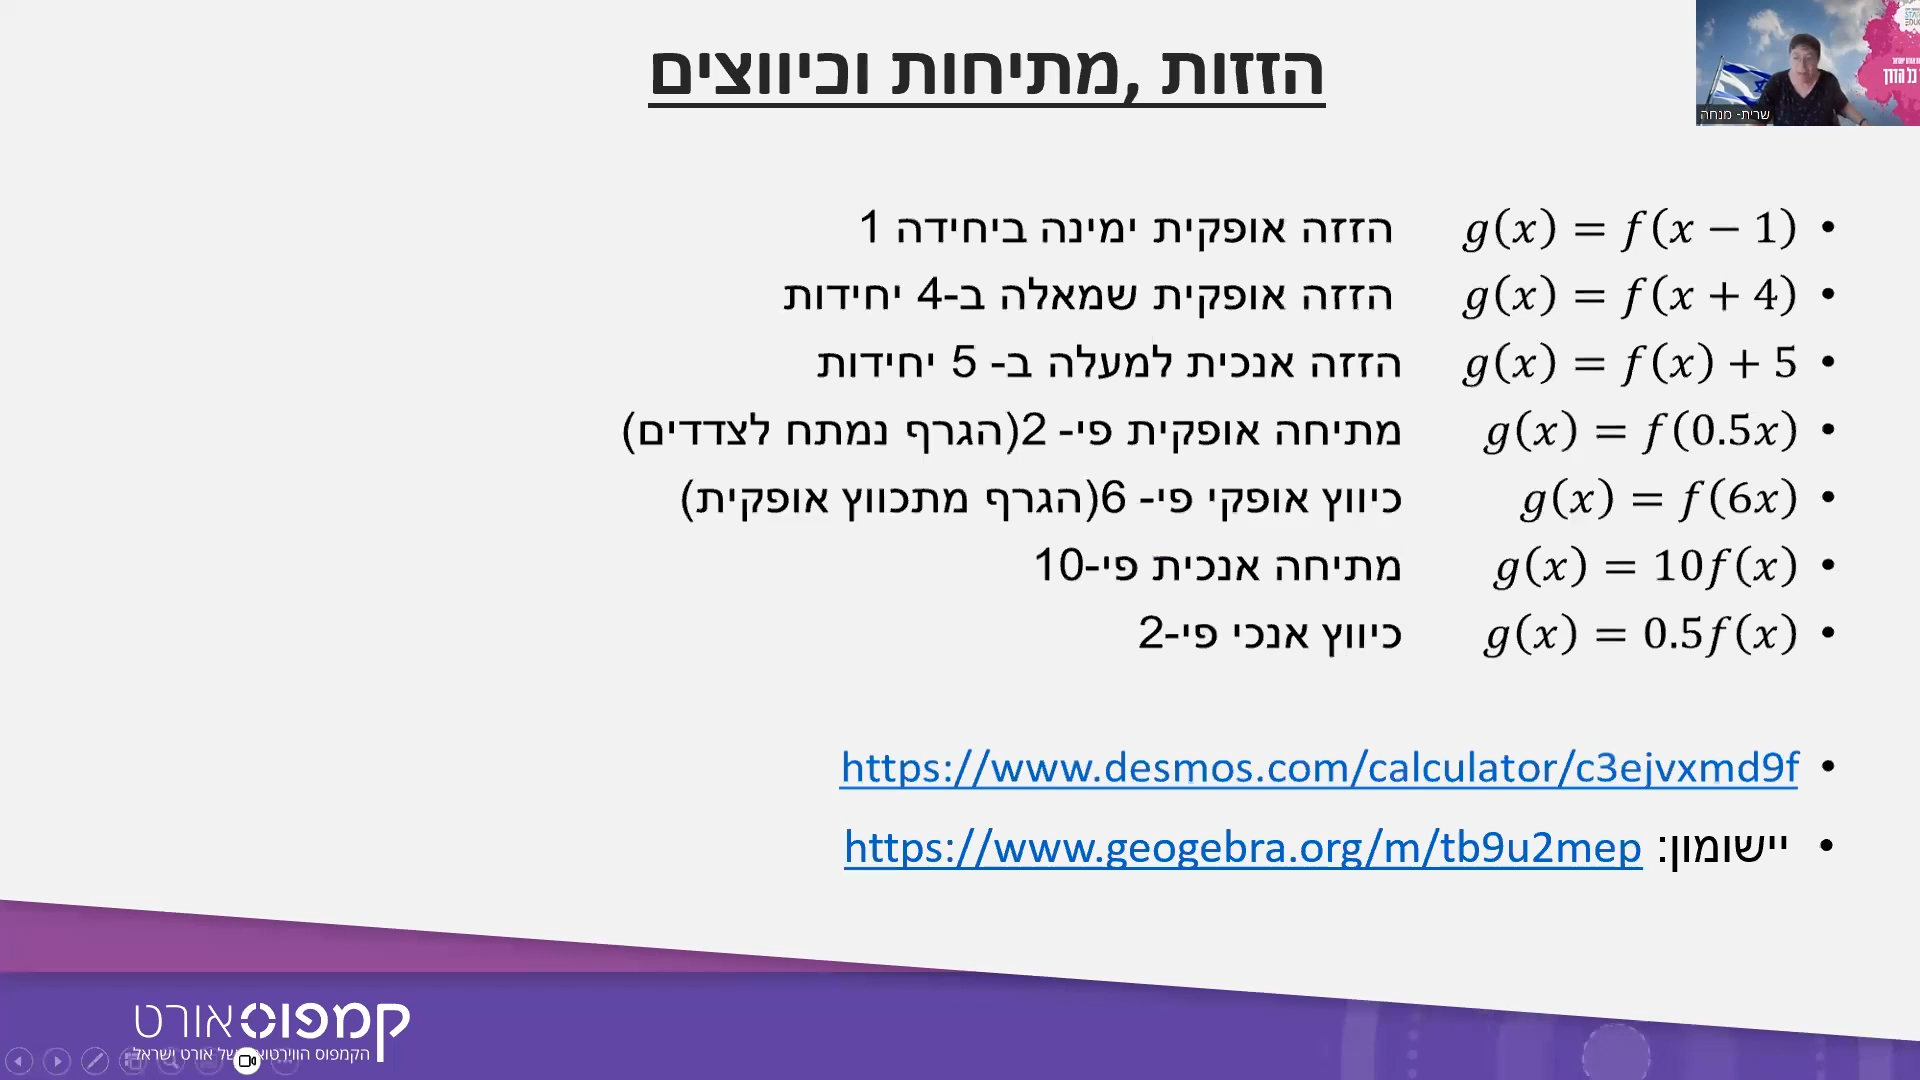 הזזות ,מתיחות וכיווצים
שרית- מנחה
• g(x) = f(x − 1) הזזה אופקית ימינה ביחידה 1
• g(x) = f(x + 4) הזזה אופקית שמאלה ב-4 יחידות
• g(x) = f(x) + 5 הזזה אנכית למעלה ב- 5 יחידות
• g(x) = f(0.5x) מתיחה אופקית פי- 2(הגרף נמתח לצדדים)
• g(x) = f(6x) כיווץ אופקי פי- 6(הגרף מתכווץ אופקית)
• g(x) = 10f(x) מתיחה אנכית פי-10
• g(x) = 0.5f(x) כיווץ אנכי פי-2
• https://www.desmos.com/calculator/c3ejvxmd9f
• יישומון: https://www.geogebra.org/m/tb9u2mep
קמפוס אורט
של אורט ישראל